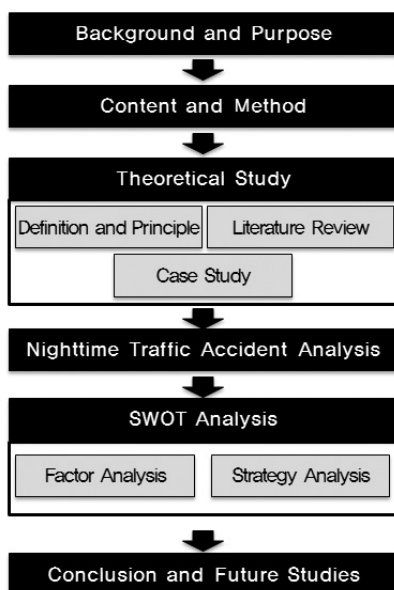 Background and Purpose
Content and Method
Theoretical Study
Definition and Principle
Literature Review
Case Study
Nighttime Traffic Accident Analysis
SWOT Analysis
Factor Analysis
Strategy Analysis
Conclusion and Future Studies